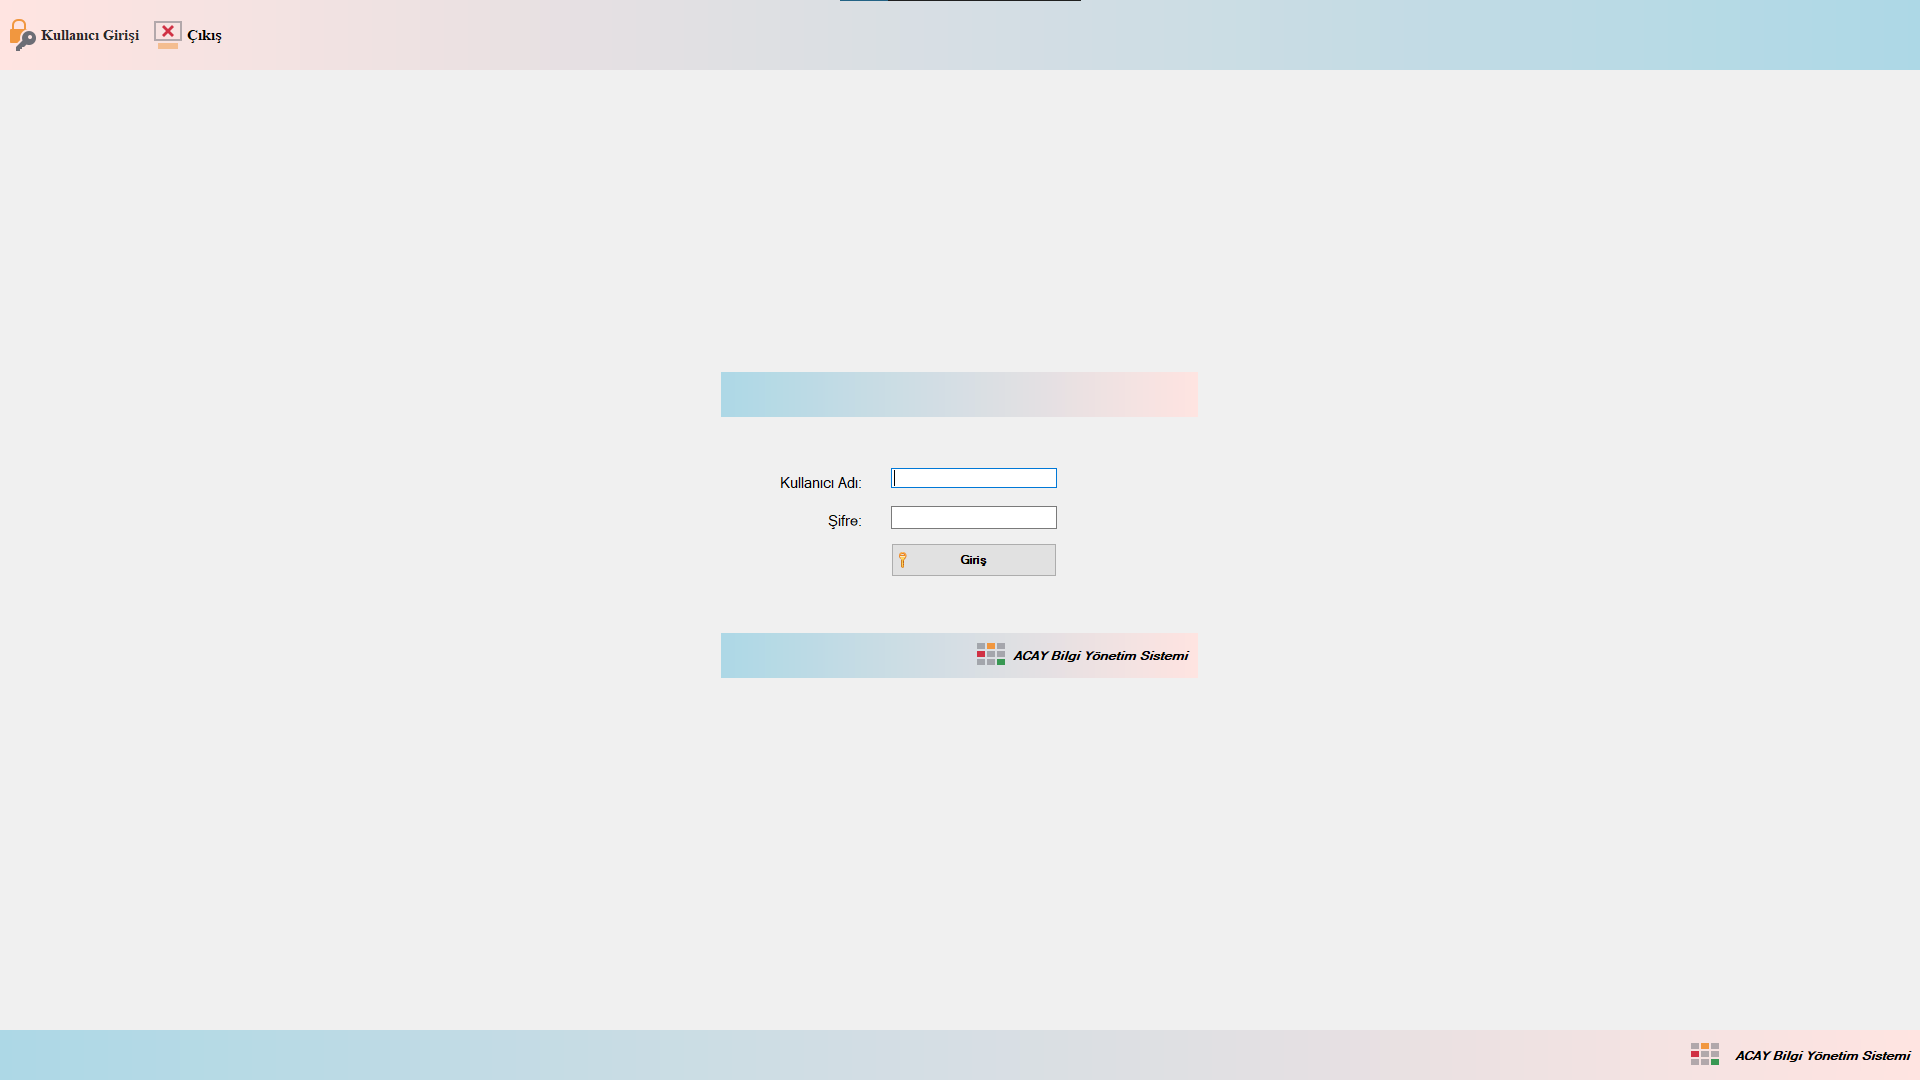 Kullanıcı Girişi
Çıkış
Kullanıcı Adı:
Şifre:
Giriş
ACAY Bilgi Yönetim Sistemi
ACAY Bilgi Yönetim Sistemi